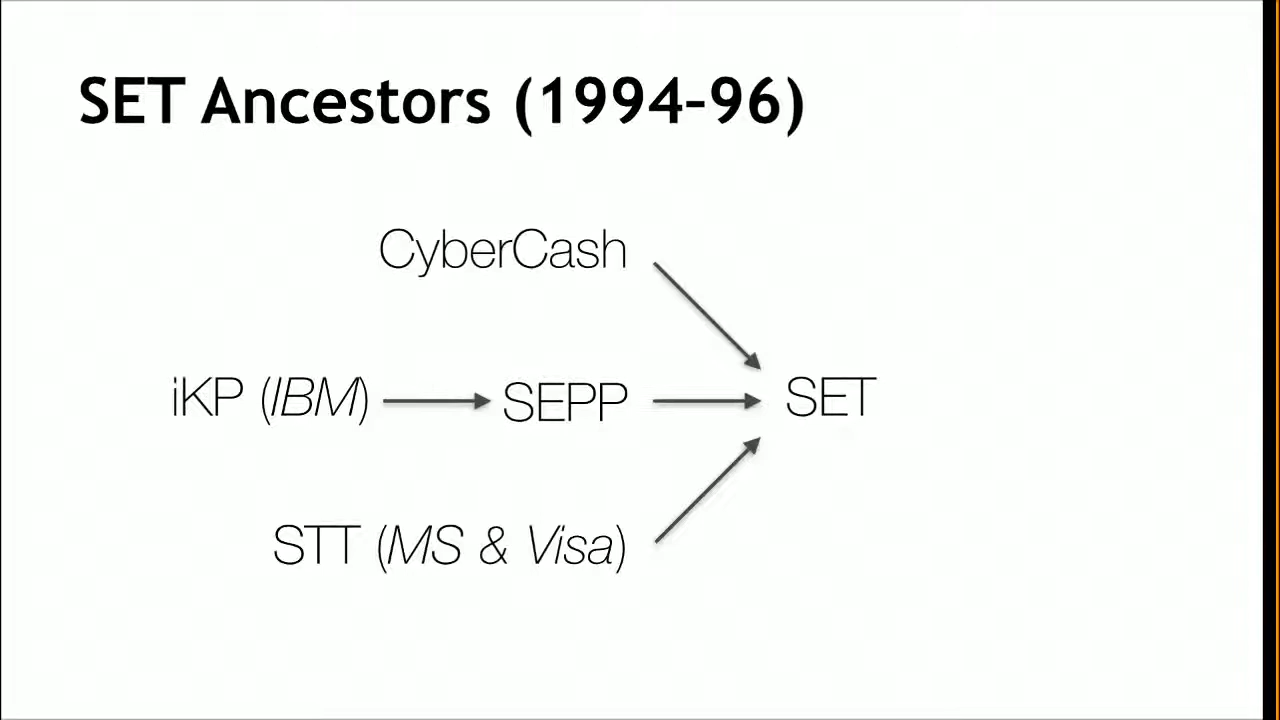 SET Ancestors (1994–96)
CyberCash
iKP (IBM)
SEPP
SET
STT (MS & Visa)